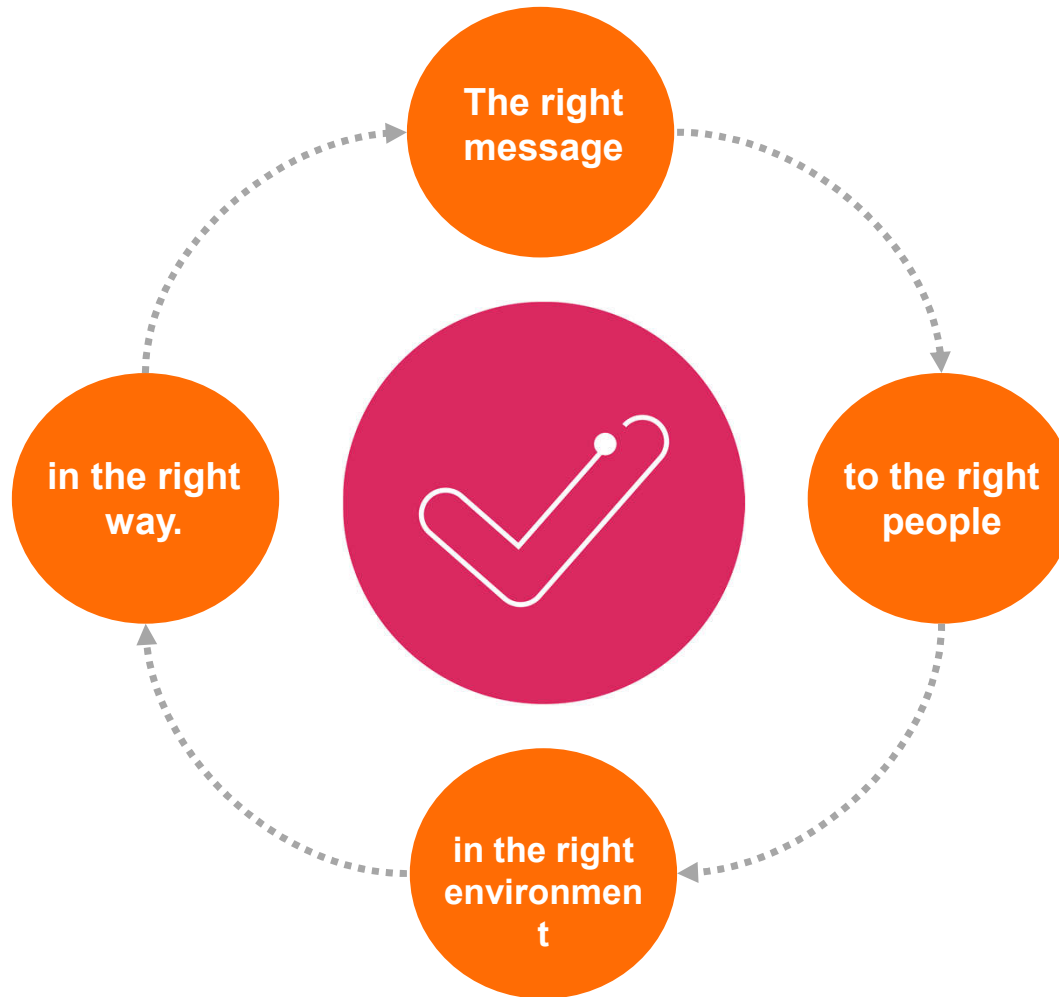 The right
message
to the right
people
in the right
environmen
t
in the right
way.